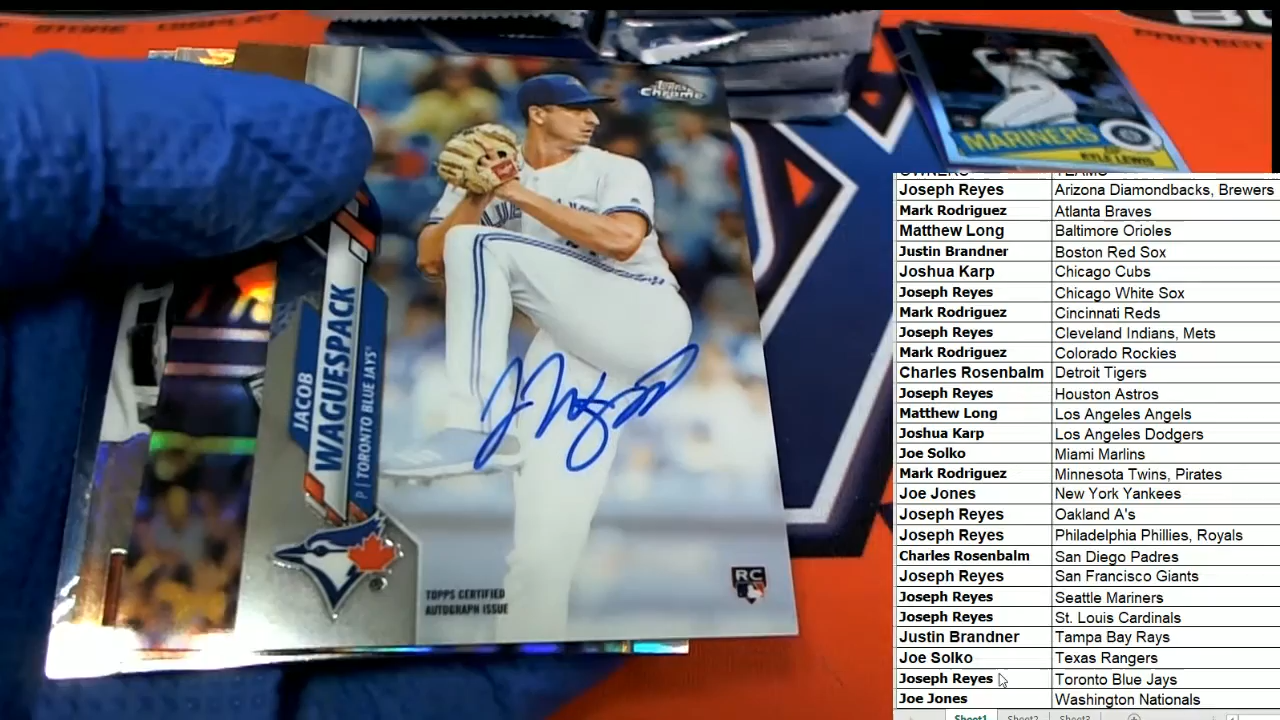 Topps
Chrome
JACOB
WAGUESPACK
P | TORONTO BLUE JAYS
TOPPS CERTIFIED
AUTOGRAPH ISSUE
RC
MARINERS
KYLE LEWIS
PROTECT
OWNERS TEAMS
Joseph Reyes Arizona Diamondbacks, Brewers
Mark Rodriguez Atlanta Braves
Matthew Long Baltimore Orioles
Justin Brandner Boston Red Sox
Joshua Karp Chicago Cubs
Joseph Reyes Chicago White Sox
Mark Rodriguez Cincinnati Reds
Joseph Reyes Cleveland Indians, Mets
Mark Rodriguez Colorado Rockies
Charles Rosenbalm Detroit Tigers
Joseph Reyes Houston Astros
Matthew Long Los Angeles Angels
Joshua Karp Los Angeles Dodgers
Joe Solko Miami Marlins
Mark Rodriguez Minnesota Twins, Pirates
Joe Jones New York Yankees
Joseph Reyes Oakland A's
Joseph Reyes Philadelphia Phillies, Royals
Charles Rosenbalm San Diego Padres
Joseph Reyes San Francisco Giants
Joseph Reyes Seattle Mariners
Joseph Reyes St. Louis Cardinals
Justin Brandner Tampa Bay Rays
Joe Solko Texas Rangers
Joseph Reyes Toronto Blue Jays
Joe Jones Washington Nationals
Sheet1 Sheet2 Sheet3